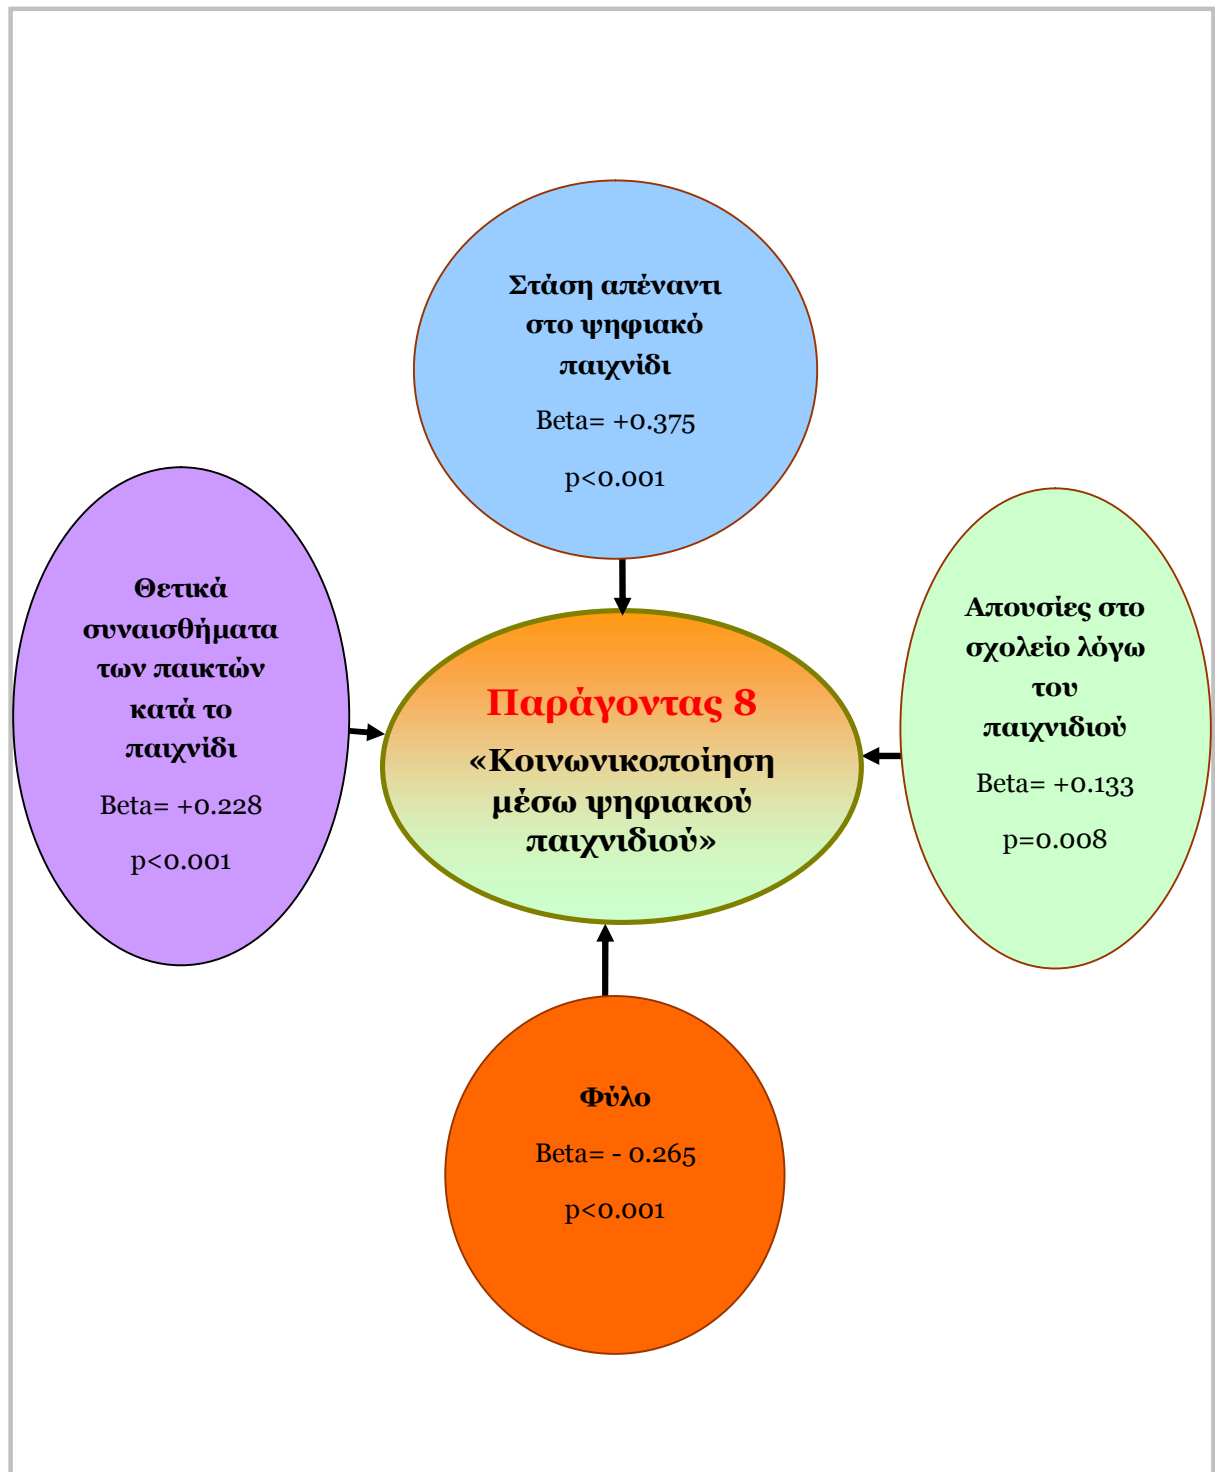 Στάση απέναντι
στο ψηφιακό
παιχνίδι
Beta= +0.375
p<0.001
Θετικά
συναισθήματα
των παικτών
κατά το
παιχνίδι
Beta= +0.228
p<0.001
Παράγοντας 8
«Κοινωνικοποίηση
μέσω ψηφιακού
παιχνιδιού»
Απουσίες στο
σχολείο λόγω
του
παιχνιδιού
Beta= +0.133
p=0.008
Φύλο
Beta= - 0.265
p<0.001